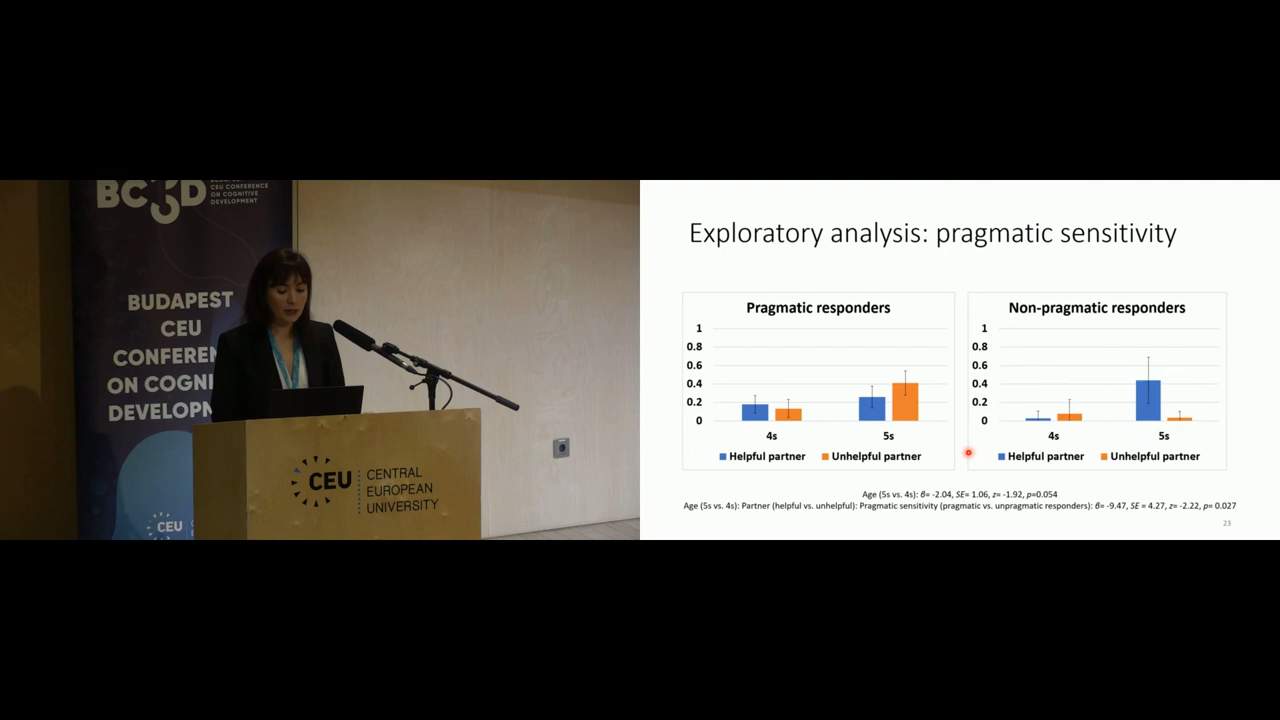 BC D
CEU CONFERENCE
ON COGNITIVE
DEVELOPMENT
BUDAPEST
CEU
CONFEREN
ON COGNI
DEVELOPN
CEU
CEU
CENTRAL
EUROPEAN
UNIVERSITY
Exploratory analysis: pragmatic sensitivity
Pragmatic responders
1
0.8
0.6
0.4
0.2
0
4s 5s
Helpful partner Unhelpful partner
Non-pragmatic responders
1
0.8
0.6
0.4
0.2
0
4s 5s
Helpful partner Unhelpful partner
Age (5s vs. 4s): β= -2.04, SE= 1.06, z= -1.92, p=0.054
Age (5s vs. 4s): Partner (helpful vs. unhelpful): Pragmatic sensitivity (pragmatic vs. unpragmatic responders): β= -9.47, SE = 4.27, z= -2.22, p= 0.027
23